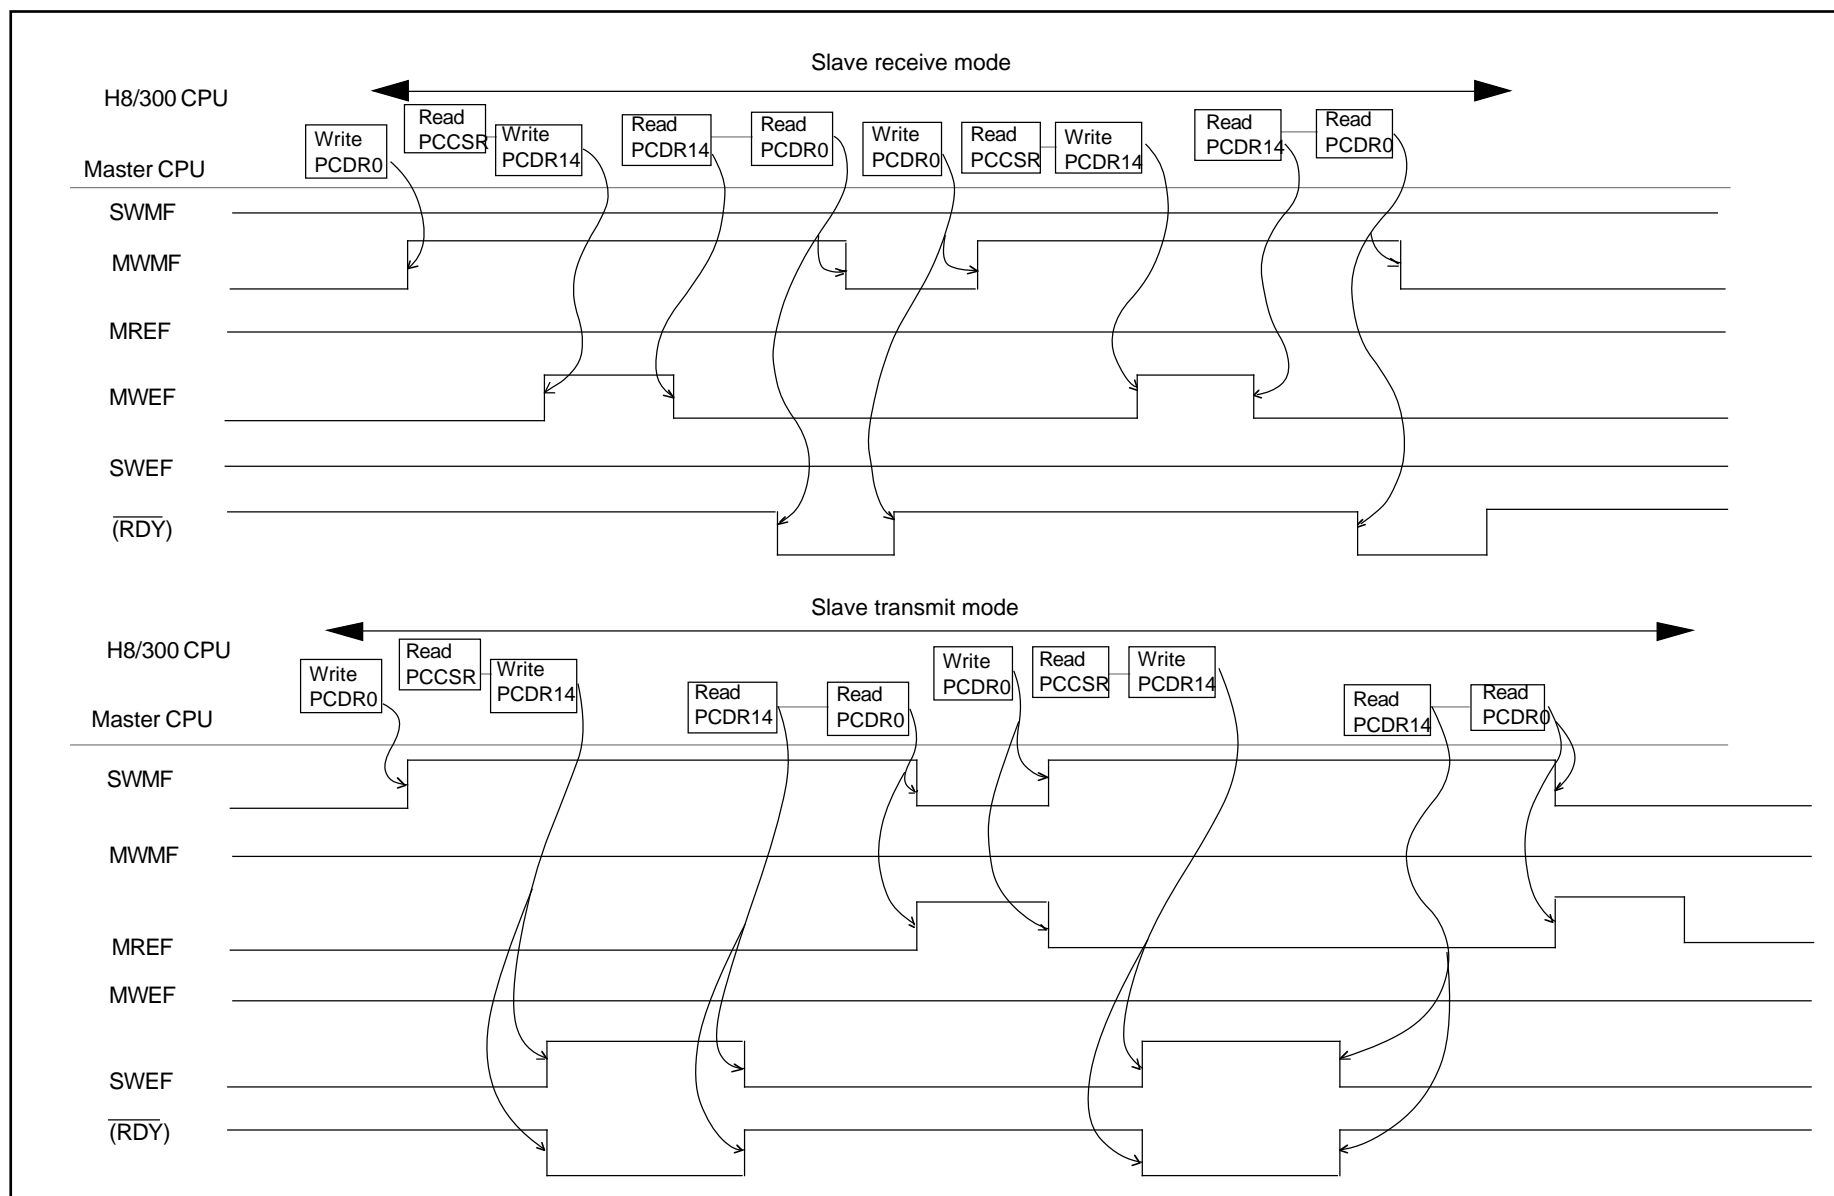 Slave receive mode
H8/300 CPU
Write
PCDR0
Read
PCCSR
Write
PCDR14
Read
PCDR14
Read
PCDR0
Write
PCDR0
Read
PCCSR
Write
PCDR14
Read
PCDR14
Read
PCDR0
Master CPU
SWMF
MWMF
MREF
MWEF
SWEF
(RDY)
Slave transmit mode
H8/300 CPU
Write
PCDR0
Read
PCCSR
Write
PCDR14
Read
PCDR14
Read
PCDR0
Write
PCDR0
Read
PCCSR
Write
PCDR14
Read
PCDR14
Read
PCDR0
Master CPU
SWMF
MWMF
MREF
MWEF
SWEF
(RDY)